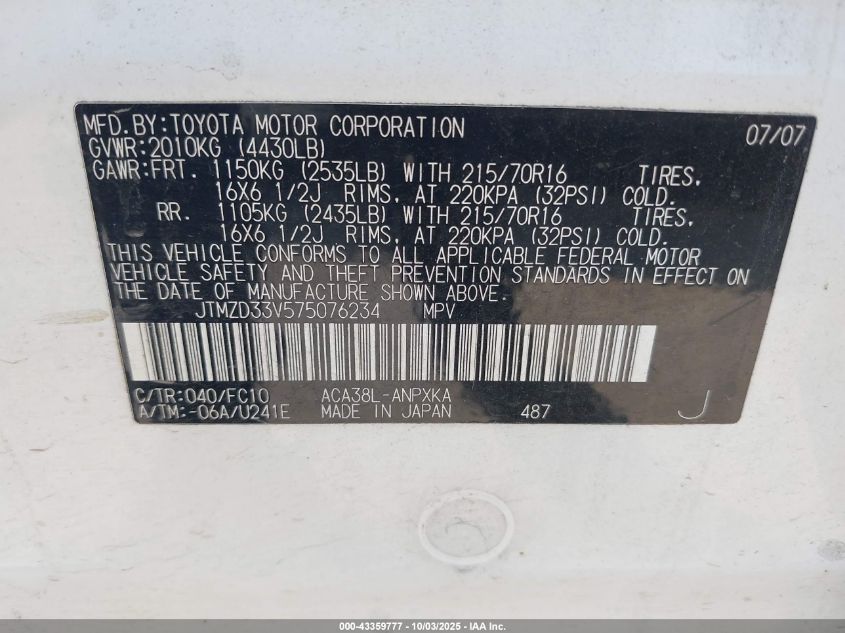 MFD.BY:TOYOTA MOTOR CORPORATION 07/07
GVWR:2010KG (4430LB)
GAWR:FRT. 1150KG (2535LB) WITH 215/70R16 TIRES,
16X6 1/2J RIMS, AT 220KPA (32PSI) COLD.
RR. 1105KG (2435LB) WITH 215/70R16 TIRES,
16X6 1/2J RIMS, AT 220KPA (32PSI) COLD.
THIS VEHICLE CONFORMS TO ALL APPLICABLE FEDERAL MOTOR
VEHICLE SAFETY AND THEFT PREVENTION STANDARDS IN EFFECT ON
THE DATE OF MANUFACTURE SHOWN ABOVE.
JTMZD33V575076234 MPV
C/TR:040/FC10 ACA38L-ANPXKA
A/TM:-06A/U241E MADE IN JAPAN 487 J
000-43359777 - 10/03/2025 - IAA Inc.